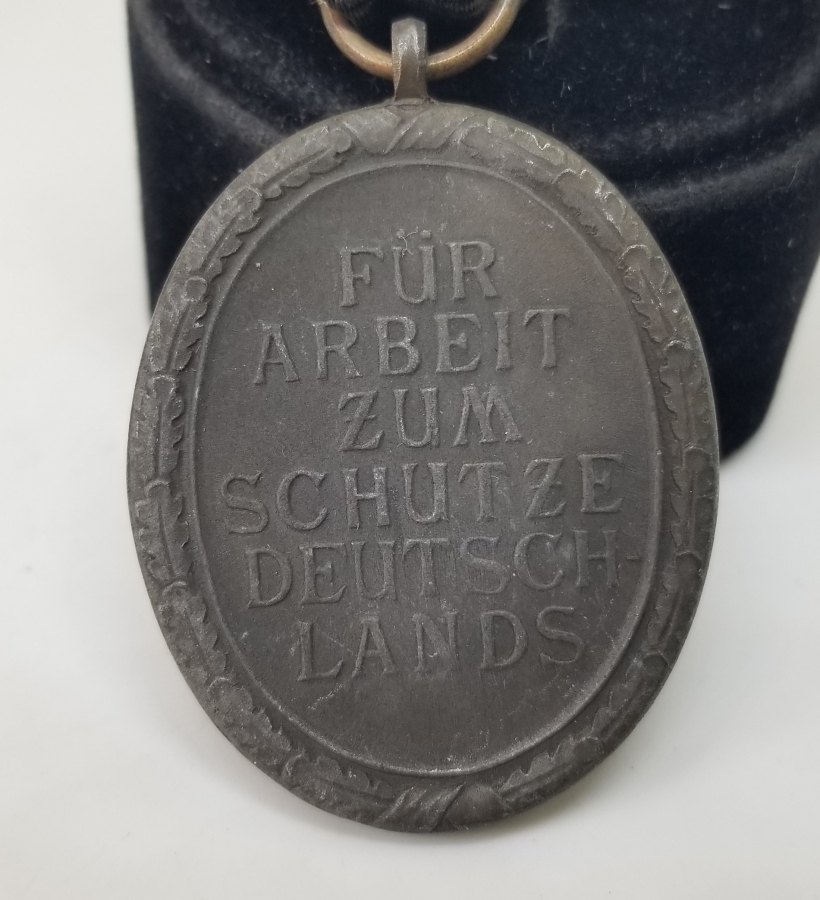 FÜR
ARBEIT
ZUM
SCHUTZE
DEUTSCH-
LANDS